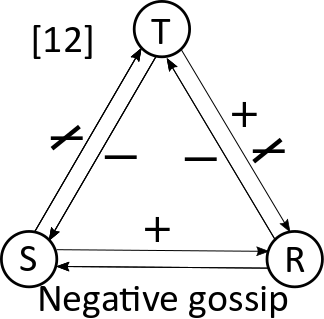 [12]
T
+
≠
−
−
≠
+
S
R
Negative gossip